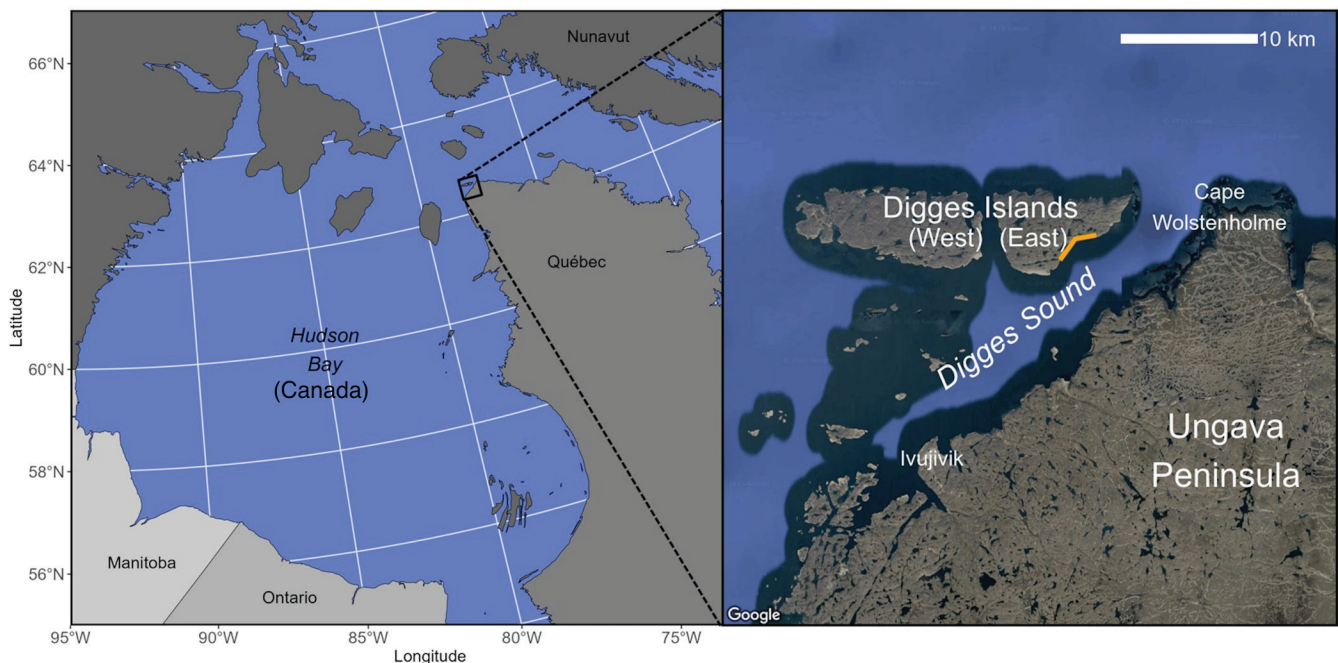 66°N
64°N
62°N
60°N
58°N
56°N
Latitude
95°W
90°W
85°W
80°W
75°W
Longitude
Nunavut
Québec
Hudson
Bay
(Canada)
Manitoba
Ontario
10 km
Digges Islands
(West) (East)
Cape
Wolstenholme
Digges Sound
Ivujivik
Ungava
Peninsula
Google